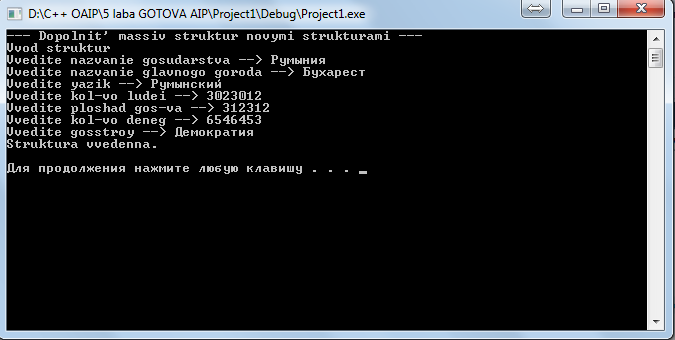 D:\C++ OAIP\5 laba GOTOVA AIP\Project1\Debug\Project1.exe
--- Dopolnit' massiv struktur novymi strukturami ---
Vvod struktur
Vvedite nazvanie gosudarstva --> Румыния
Vvedite nazvanie glavnogo goroda --> Бухарест
Vvedite yazik --> Румынский
Vvedite kol-vo ludei --> 3023012
Vvedite ploshad gos-va --> 312312
Vvedite kol-vo deneg --> 6546453
Vvedite gosstroy --> Демократия
Struktura vvedenna.
Для продолжения нажмите любую клавишу . . .